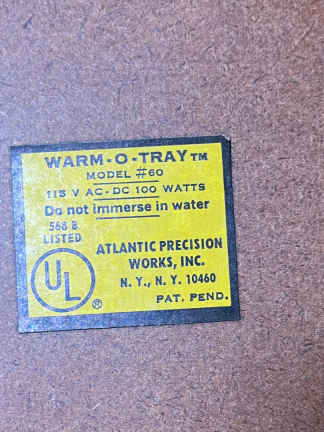 WARM-O-TRAY™
MODEL #60
115 V AC-DC 100 WATTS
Do not immerse in water
568 B
LISTED
UL ®
ATLANTIC PRECISION
WORKS, INC.
N. Y., N. Y. 10460
PAT. PEND.